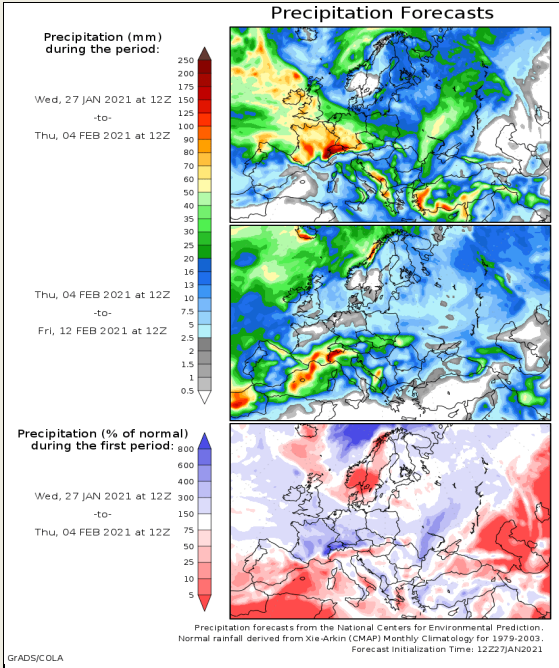 Precipitation Forecasts
Precipitation (mm)
during the period:
Wed, 27 JAN 2021 at 12Z
-to-
Thu, 04 FEB 2021 at 12Z
250
200
175
150
125
100
90
80
70
60
50
40
35
30
25
20
16
13
10
7.5
5
2.5
2
1.5
1
0.5
Thu, 04 FEB 2021 at 12Z
-to-
Fri, 12 FEB 2021 at 12Z
Precipitation (% of normal)
during the first period:
Wed, 27 JAN 2021 at 12Z
-to-
Thu, 04 FEB 2021 at 12Z
800
600
400
300
150
75
50
25
10
5
Precipitation forecasts from the National Centers for Environmental Prediction.
Normal rainfall derived from Xie-Arkin (CMAP) Monthly Climatology for 1979-2003.
Forecast Initialization Time: 12Z27JAN2021
GrADS/COLA